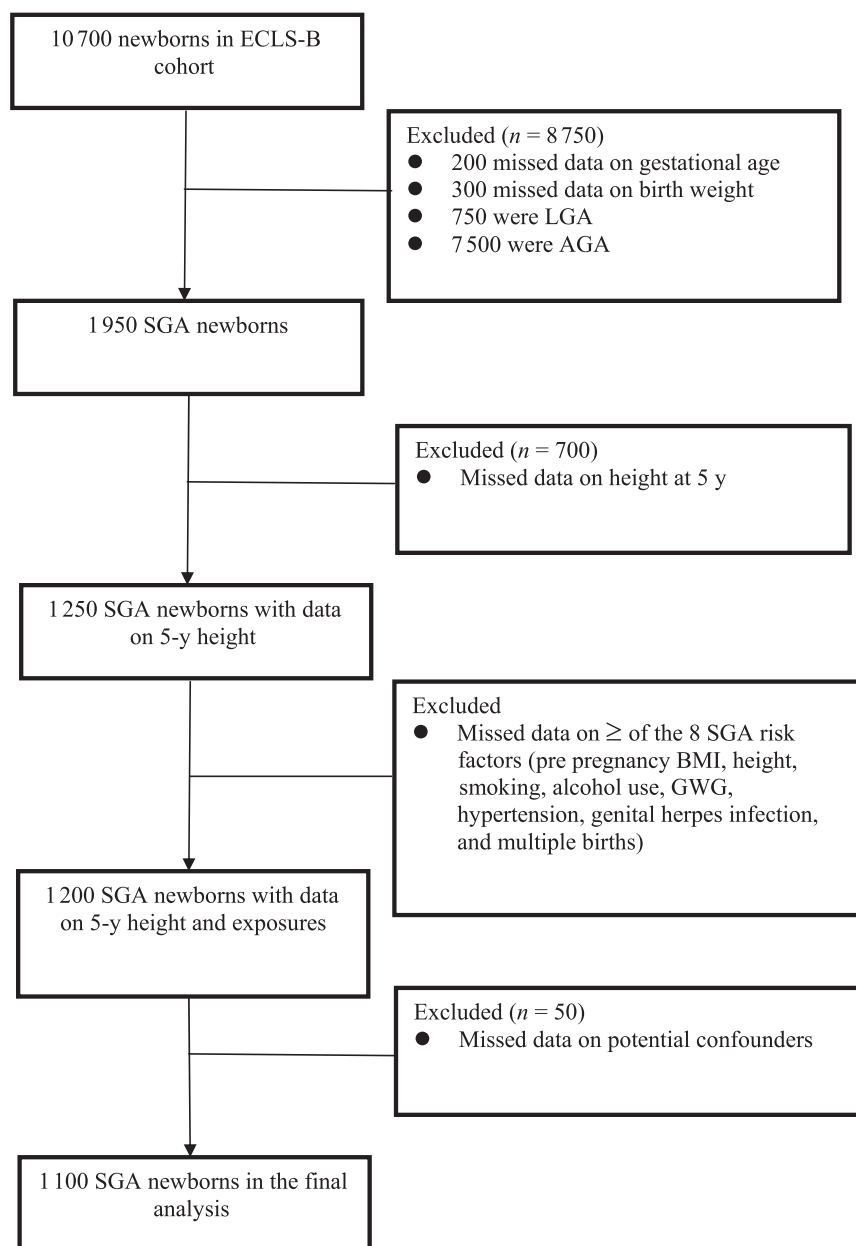 10 700 newborns in ECLS-B
cohort
Excluded (n = 8 750)
● 200 missed data on gestational age
● 300 missed data on birth weight
● 750 were LGA
● 7 500 were AGA
1 950 SGA newborns
Excluded (n = 700)
● Missed data on height at 5 y
1 250 SGA newborns with data
on 5-y height
Excluded
● Missed data on ≥ of the 8 SGA risk
factors (pre pregnancy BMI, height,
smoking, alcohol use, GWG,
hypertension, genital herpes infection,
and multiple births)
1 200 SGA newborns with data
on 5-y height and exposures
Excluded (n = 50)
● Missed data on potential confounders
1 100 SGA newborns in the final
analysis